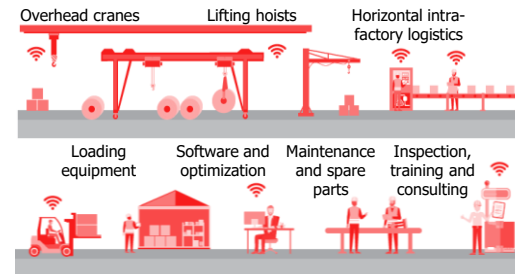 Overhead cranes
Lifting hoists
Horizontal intra-
factory logistics
Loading
equipment
Software and
optimization
Maintenance
and spare
parts
Inspection,
training and
consulting